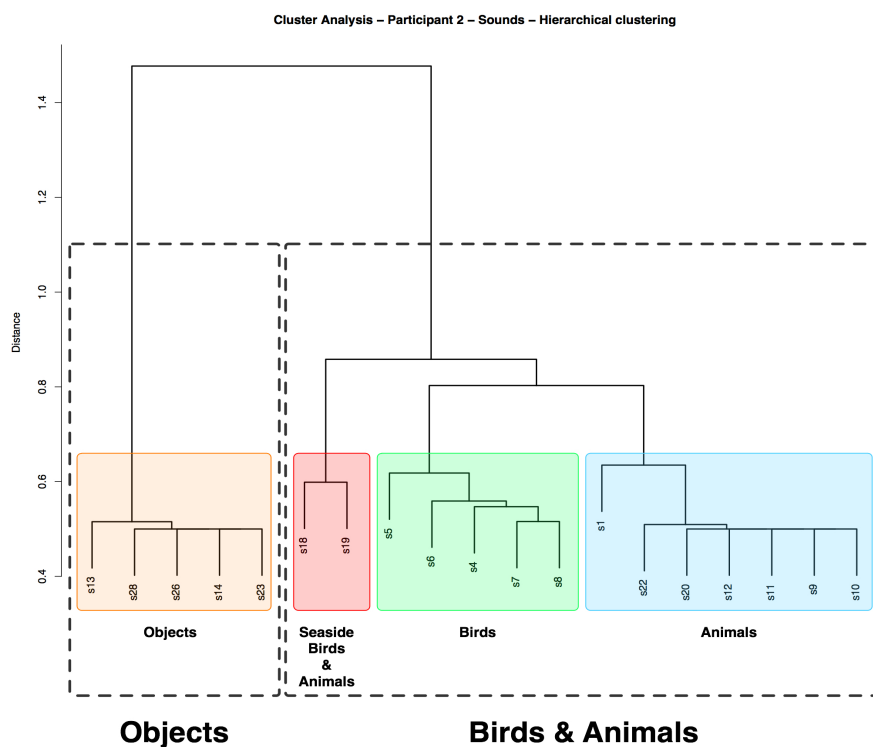 Cluster Analysis – Participant 2 – Sounds – Hierarchical clustering
1.4
1.2
1.0
Distance
0.8
0.6
0.4
s13
s28
s26
s14
s23
s18
s19
s5
s6
s4
s7
s8
s1
s22
s20
s12
s11
s9
s10
Objects
Seaside
Birds
&
Animals
Birds
Animals
Objects
Birds & Animals